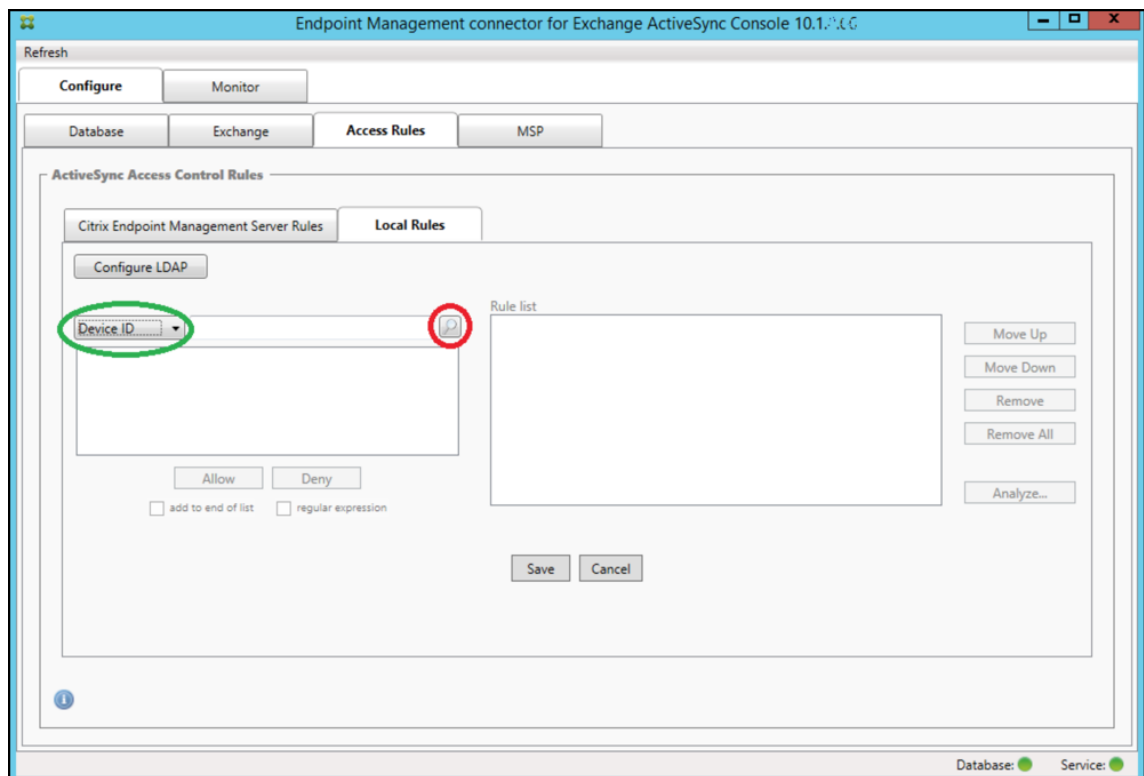 Endpoint Management connector for Exchange ActiveSync Console 10.1.
Refresh
Configure
Monitor
Database
Exchange
Access Rules
MSP
ActiveSync Access Control Rules
Citrix Endpoint Management Server Rules
Local Rules
Configure LDAP
Rule list
Device ID
Move Up
Move Down
Remove
Remove All
Allow
Deny
Analyze...
add to end of list
regular expression
Save
Cancel
Database:
Service: